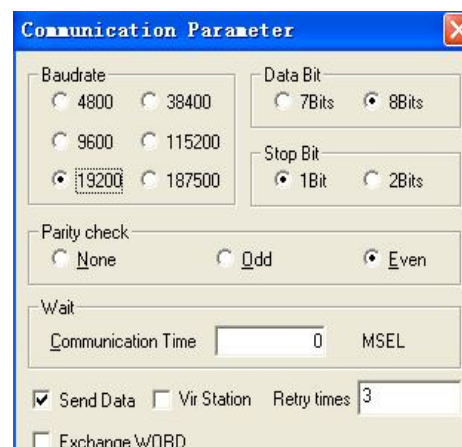 Communication Parameter
Baudrate
4800 38400
9600 115200
19200 187500
Data Bit
7Bits 8Bits
Stop Bit
1Bit 2Bits
Parity check
None Odd Even
Wait
Communication Time 0 MSEL
Send Data Vir Station Retry times 3
Exchange WORD